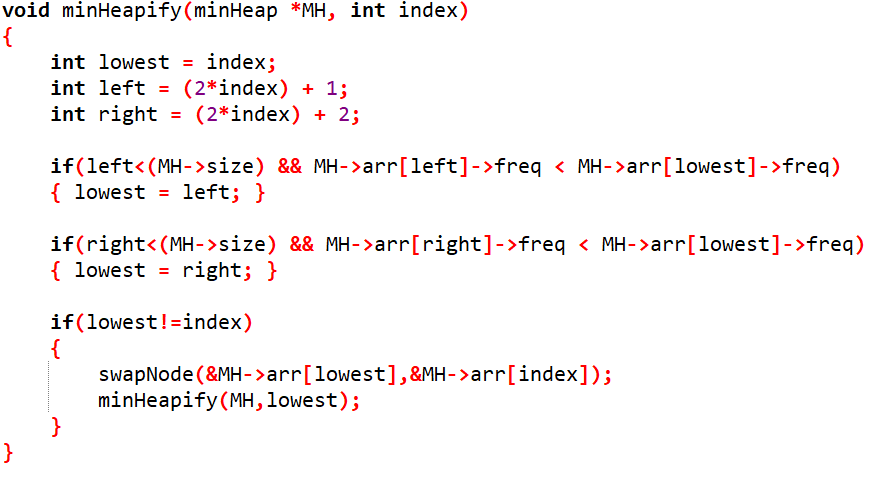 void minHeapify(minHeap *MH, int index)
{
    int lowest = index;
    int left = (2*index) + 1;
    int right = (2*index) + 2;

    if(left<(MH->size) && MH->arr[left]->freq < MH->arr[lowest]->freq)
    { lowest = left; }

    if(right<(MH->size) && MH->arr[right]->freq < MH->arr[lowest]->freq)
    { lowest = right; }

    if(lowest!=index)
    {
        swapNode(&MH->arr[lowest],&MH->arr[index]);
        minHeapify(MH,lowest);
    }
}